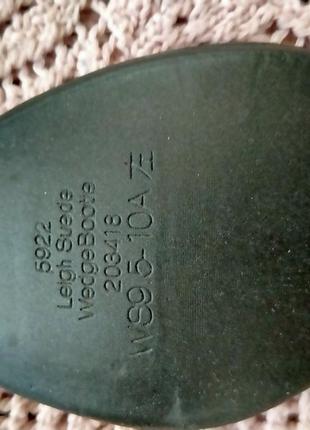 5922
Leigh Suede
Wedge Bootie
203418
WS9.5-10A 左